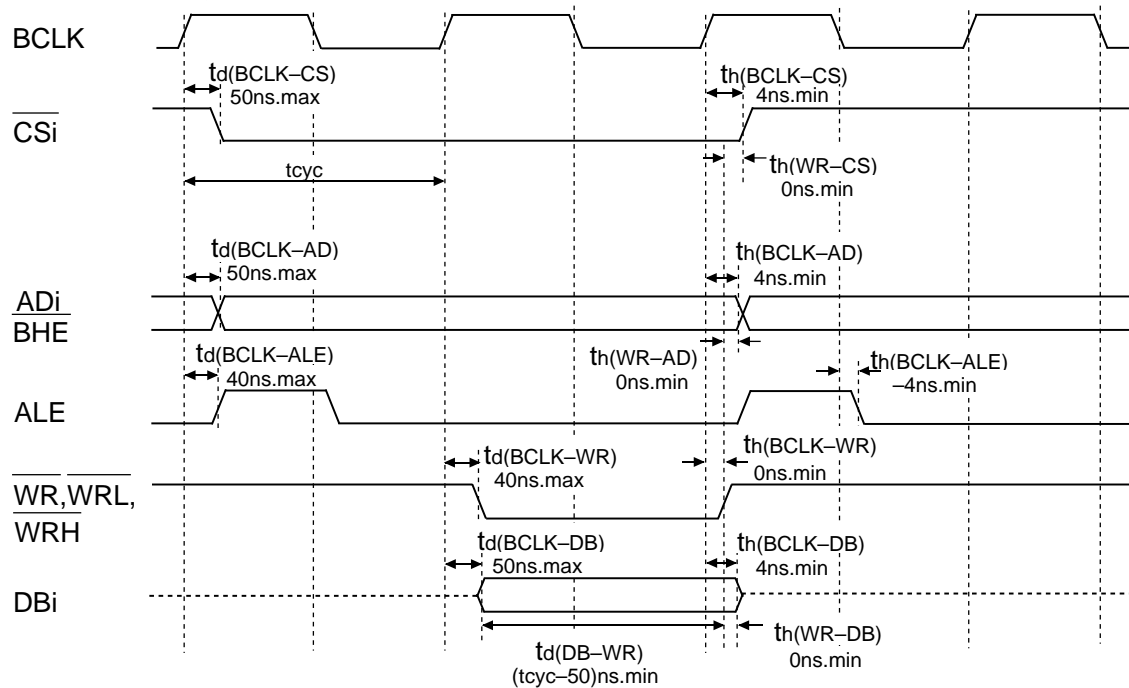 BCLK
td(BCLK–CS)
50ns.max
th(BCLK–CS)
4ns.min
CSi
tcyc
th(WR–CS)
0ns.min
td(BCLK–AD)
50ns.max
th(BCLK–AD)
4ns.min
ADi
BHE
td(BCLK–ALE)
40ns.max
th(WR–AD)
0ns.min
th(BCLK–ALE)
–4ns.min
ALE
td(BCLK–WR)
40ns.max
th(BCLK–WR)
0ns.min
WR,WRL,
WRH
td(BCLK–DB)
50ns.max
th(BCLK–DB)
4ns.min
DBi
td(DB–WR)
(tcyc–50)ns.min
th(WR–DB)
0ns.min